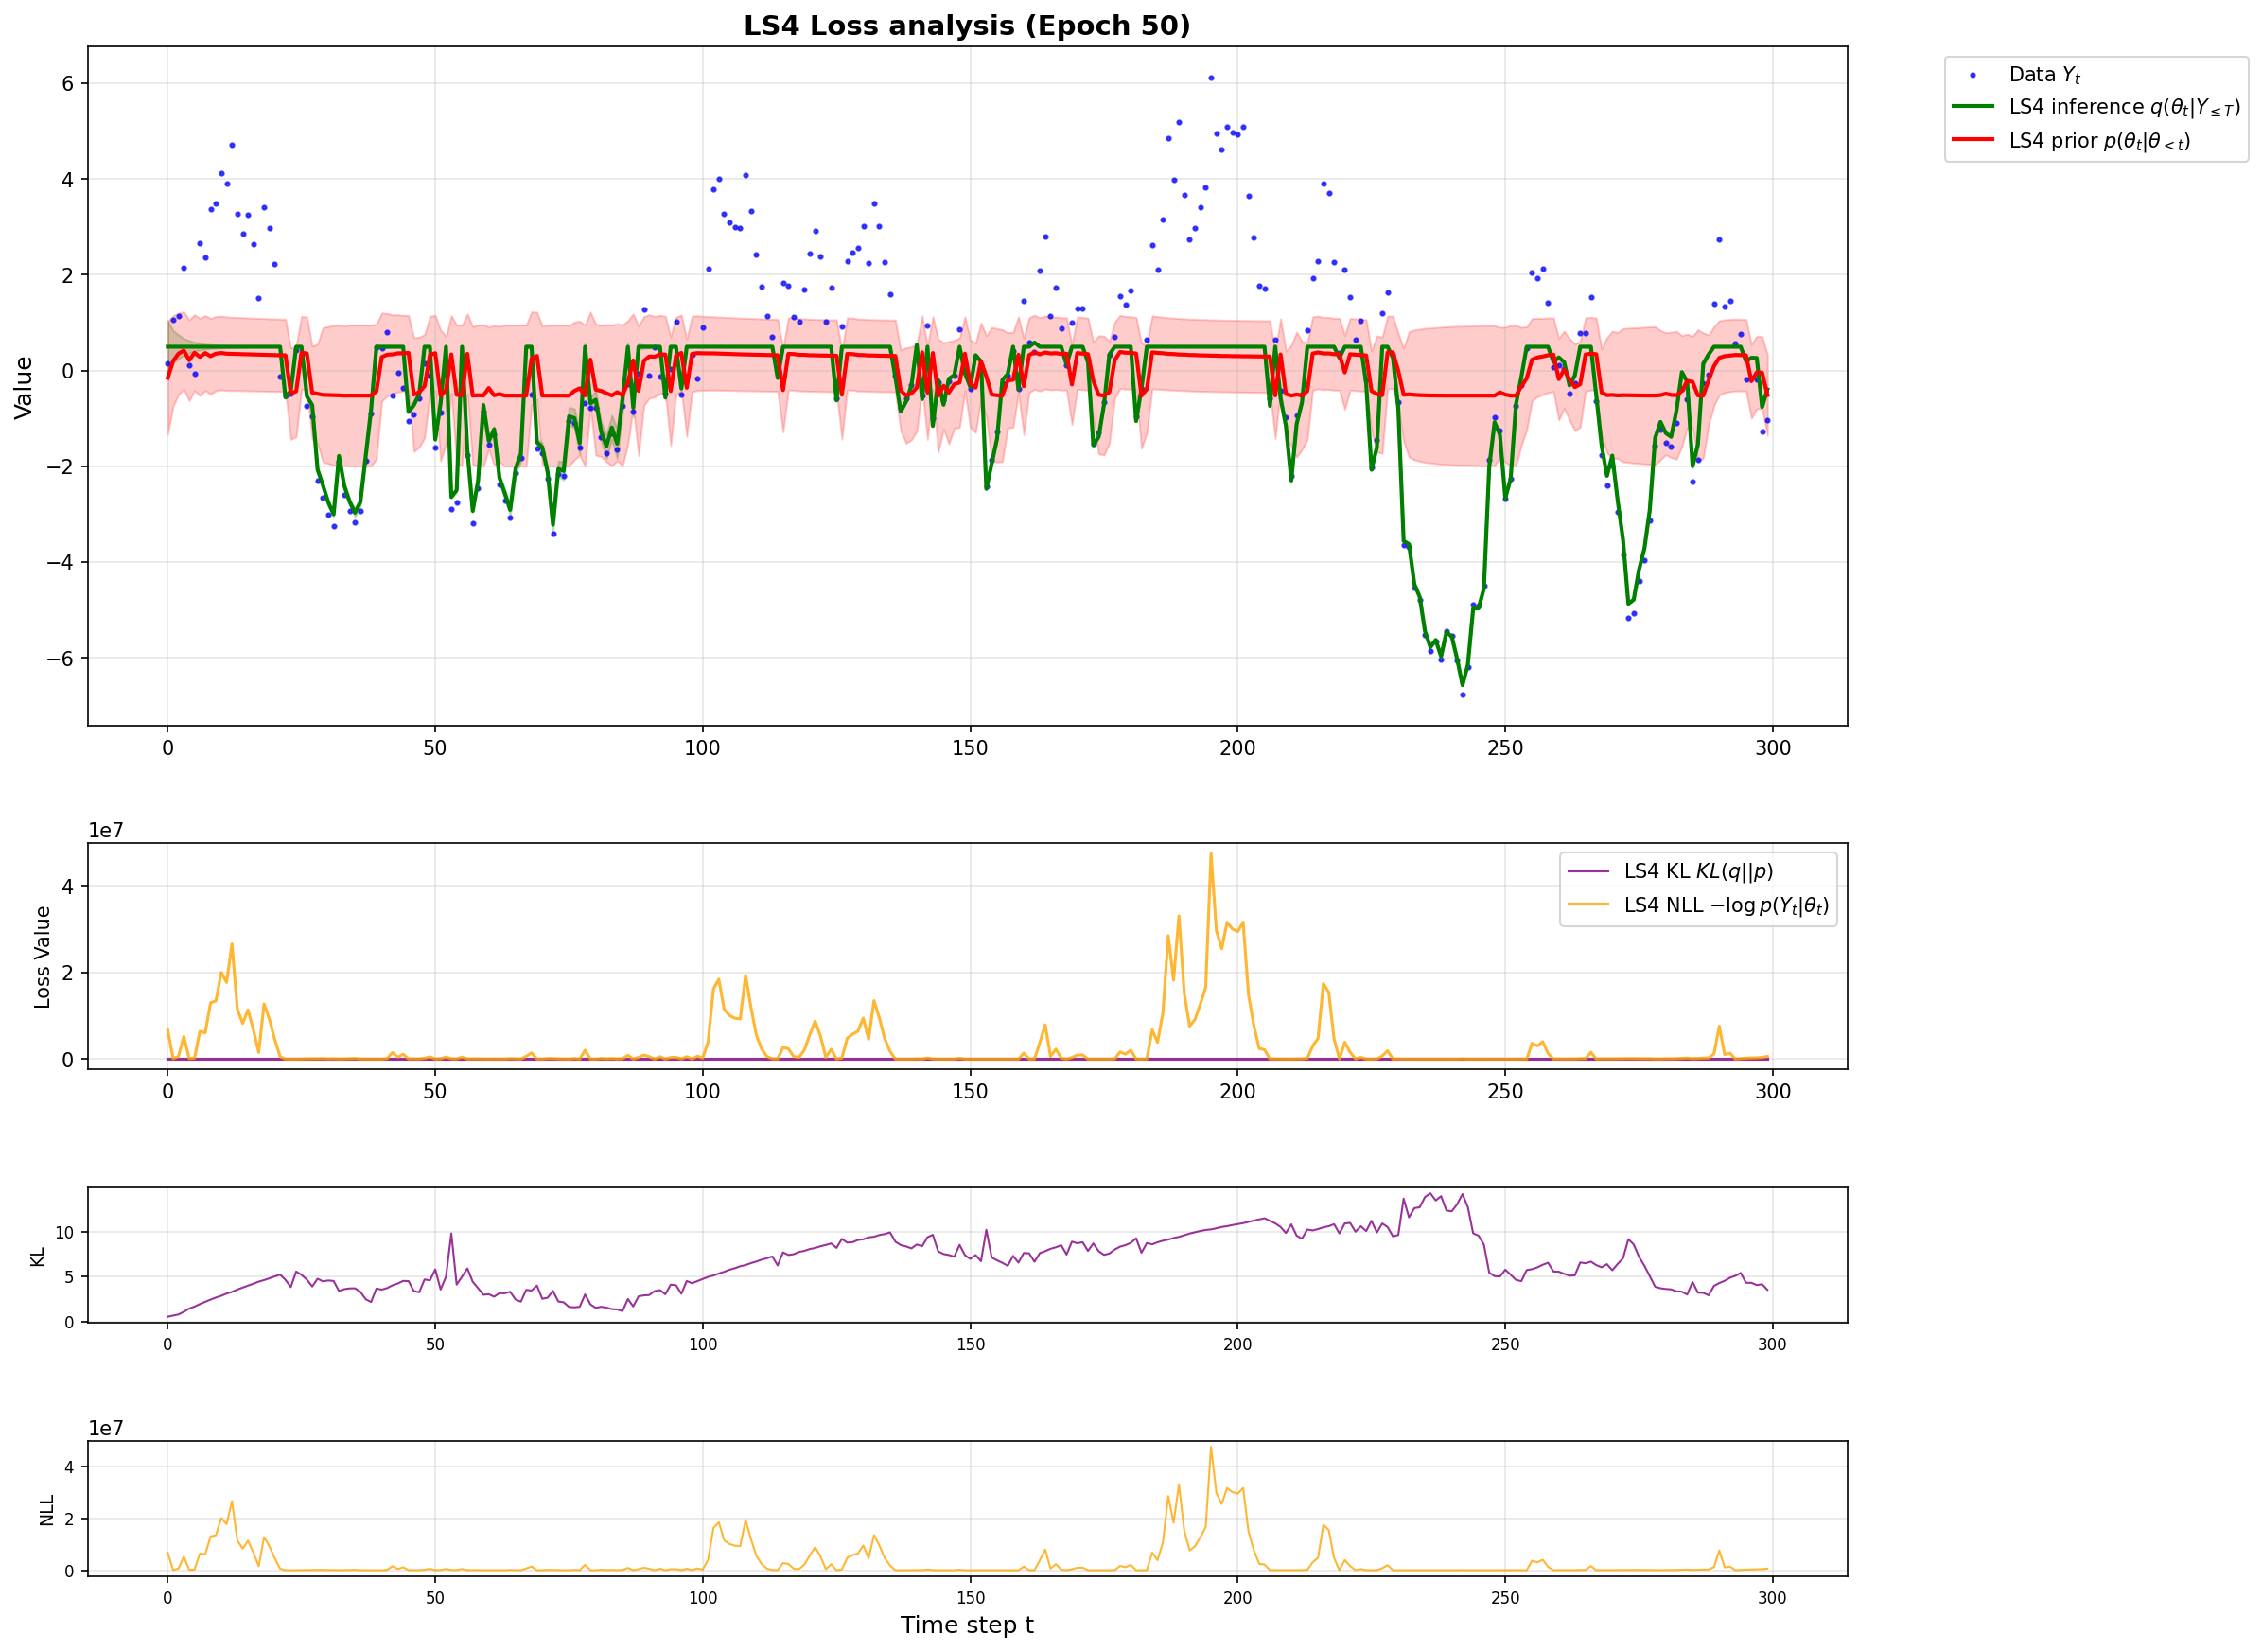 LS4 Loss analysis (Epoch 50)
Value
6
4
2
0
−2
−4
−6
0 50 100 150 200 250 300
Data Y_t
LS4 inference q(θ_t|Y_{≤T})
LS4 prior p(θ_t|θ_{<t})
1e7
Loss Value
4
2
0
LS4 KL KL(q||p)
LS4 NLL −log p(Y_t|θ_t)
0 50 100 150 200 250 300
KL
10
5
0
0 50 100 150 200 250 300
1e7
NLL
4
2
0
0 50 100 150 200 250 300
Time step t